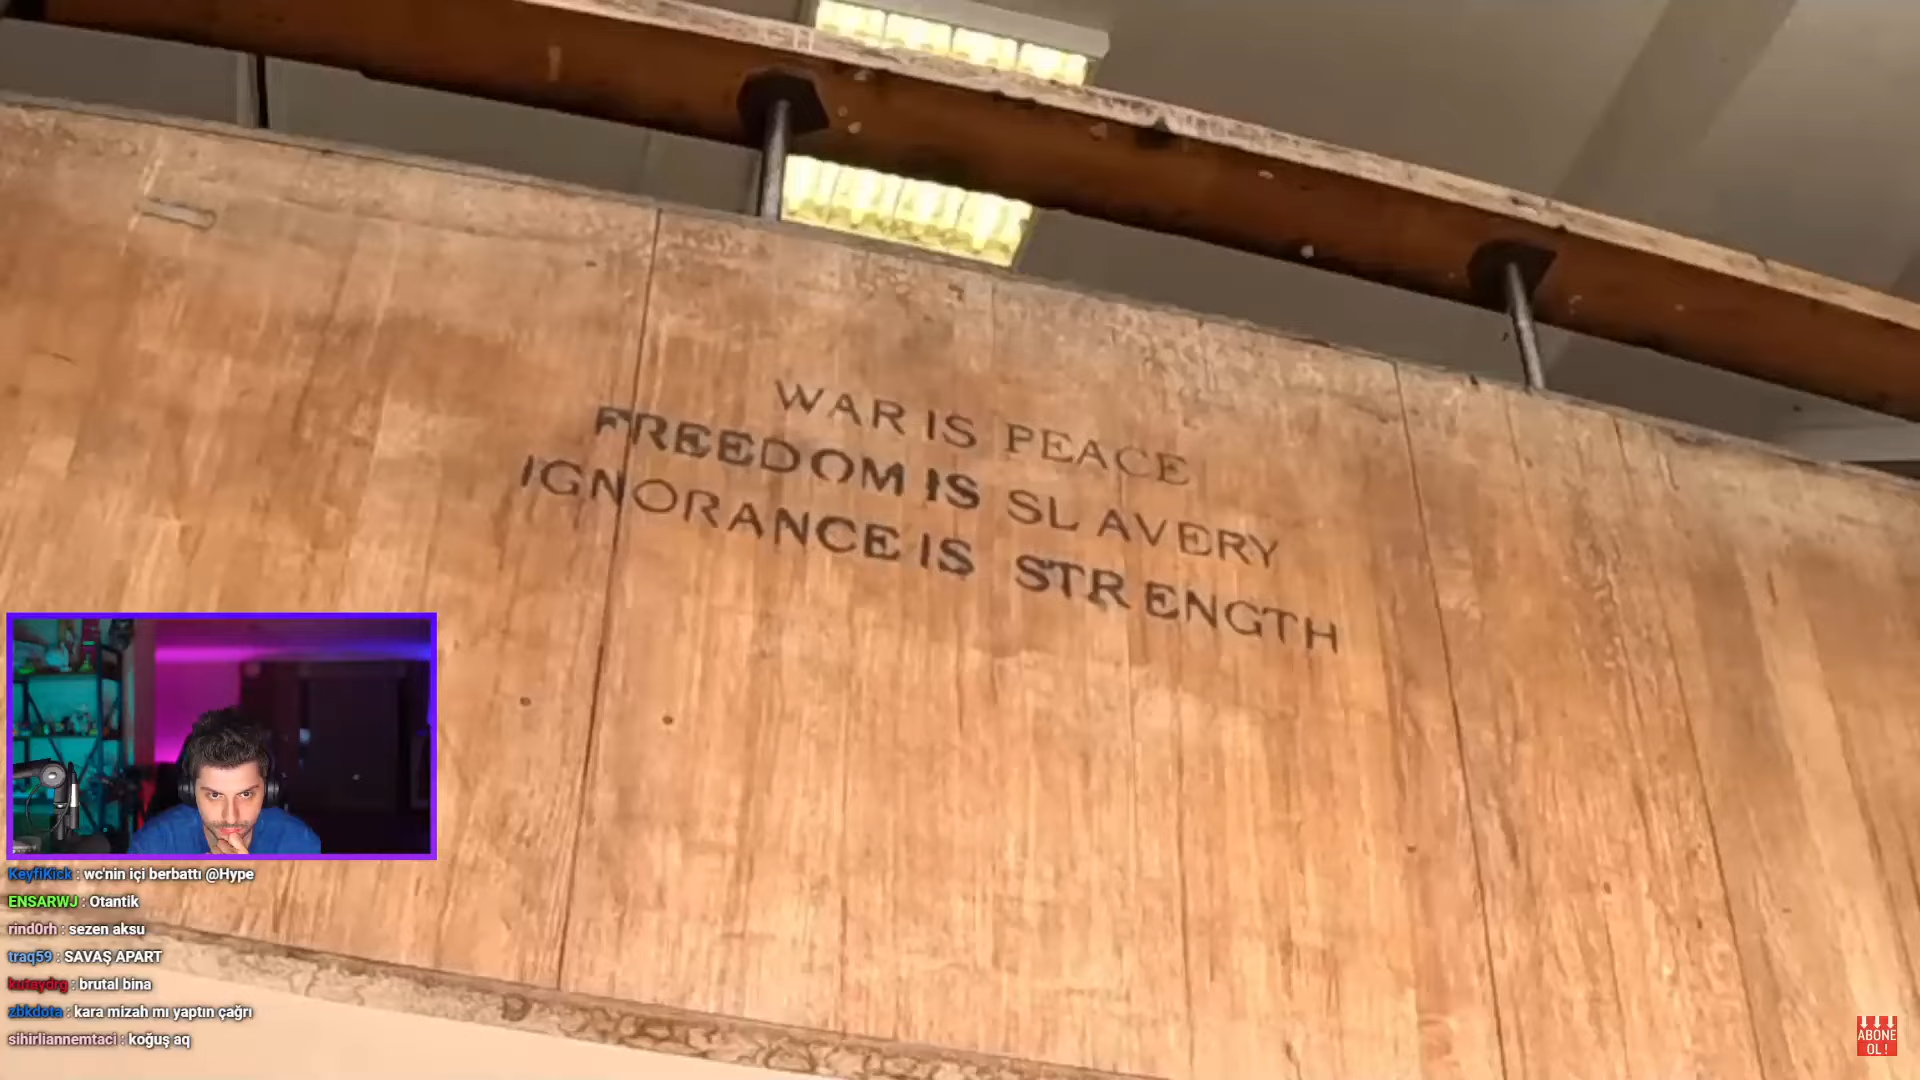 WAR IS PEACE
FREEDOM IS SLAVERY
IGNORANCE IS STRENGTH
KeyfiKick : wc'nin içi berbattı @Hype
ENSARWJ : Otantik
rind0rh : sezen aksu
traq59 : SAVAŞ APART
kuteydrg : brutal bina
zbkdota : kara mizah mı yaptın çağrı
sihirliannemtaci : koğuş aq
ABONE
OL !